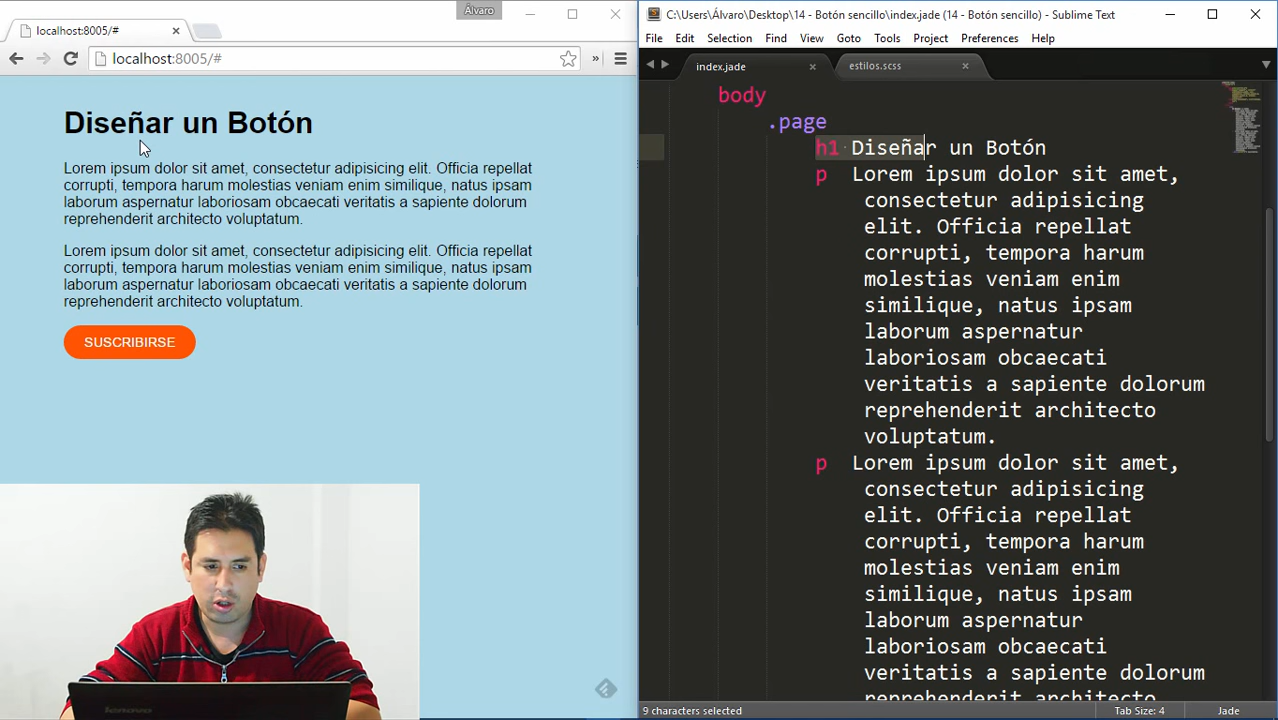 Álvaro
localhost:8005/#
localhost:8005/#
Diseñar un Botón
Lorem ipsum dolor sit amet, consectetur adipisicing elit. Officia repellat
corrupti, tempora harum molestias veniam enim similique, natus ipsam
laborum aspernatur laboriosam obcaecati veritatis a sapiente dolorum
reprehenderit architecto voluptatum.
Lorem ipsum dolor sit amet, consectetur adipisicing elit. Officia repellat
corrupti, tempora harum molestias veniam enim similique, natus ipsam
laborum aspernatur laboriosam obcaecati veritatis a sapiente dolorum
reprehenderit architecto voluptatum.
SUSCRIBIRSE
C:\Users\Álvaro\Desktop\14 - Botón sencillo\index.jade (14 - Botón sencillo) - Sublime Text
File Edit Selection Find View Goto Tools Project Preferences Help
index.jade
estilos.scss
body
.page
h1 Diseñar un Botón
p Lorem ipsum dolor sit amet,
consectetur adipisicing
elit. Officia repellat
corrupti, tempora harum
molestias veniam enim
similique, natus ipsam
laborum aspernatur
laboriosam obcaecati
veritatis a sapiente dolorum
reprehenderit architecto
voluptatum.
p Lorem ipsum dolor sit amet,
consectetur adipisicing
elit. Officia repellat
corrupti, tempora harum
molestias veniam enim
similique, natus ipsam
laborum aspernatur
laboriosam obcaecati
veritatis a sapiente dolorum
reprehenderit architecto
9 characters selected
Tab Size: 4
Jade